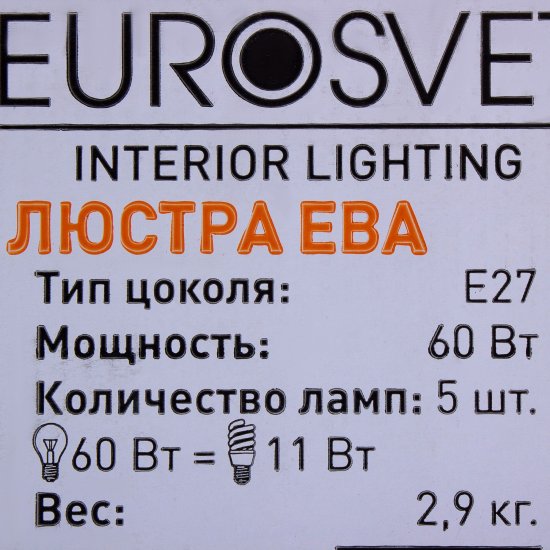 EUROSVE
INTERIOR LIGHTING
ЛЮСТРА ЕВА
Тип цоколя: E27
Мощность: 60 Вт
Количество ламп: 5 шт.
60 Вт = 11 Вт
Вес: 2,9 кг.